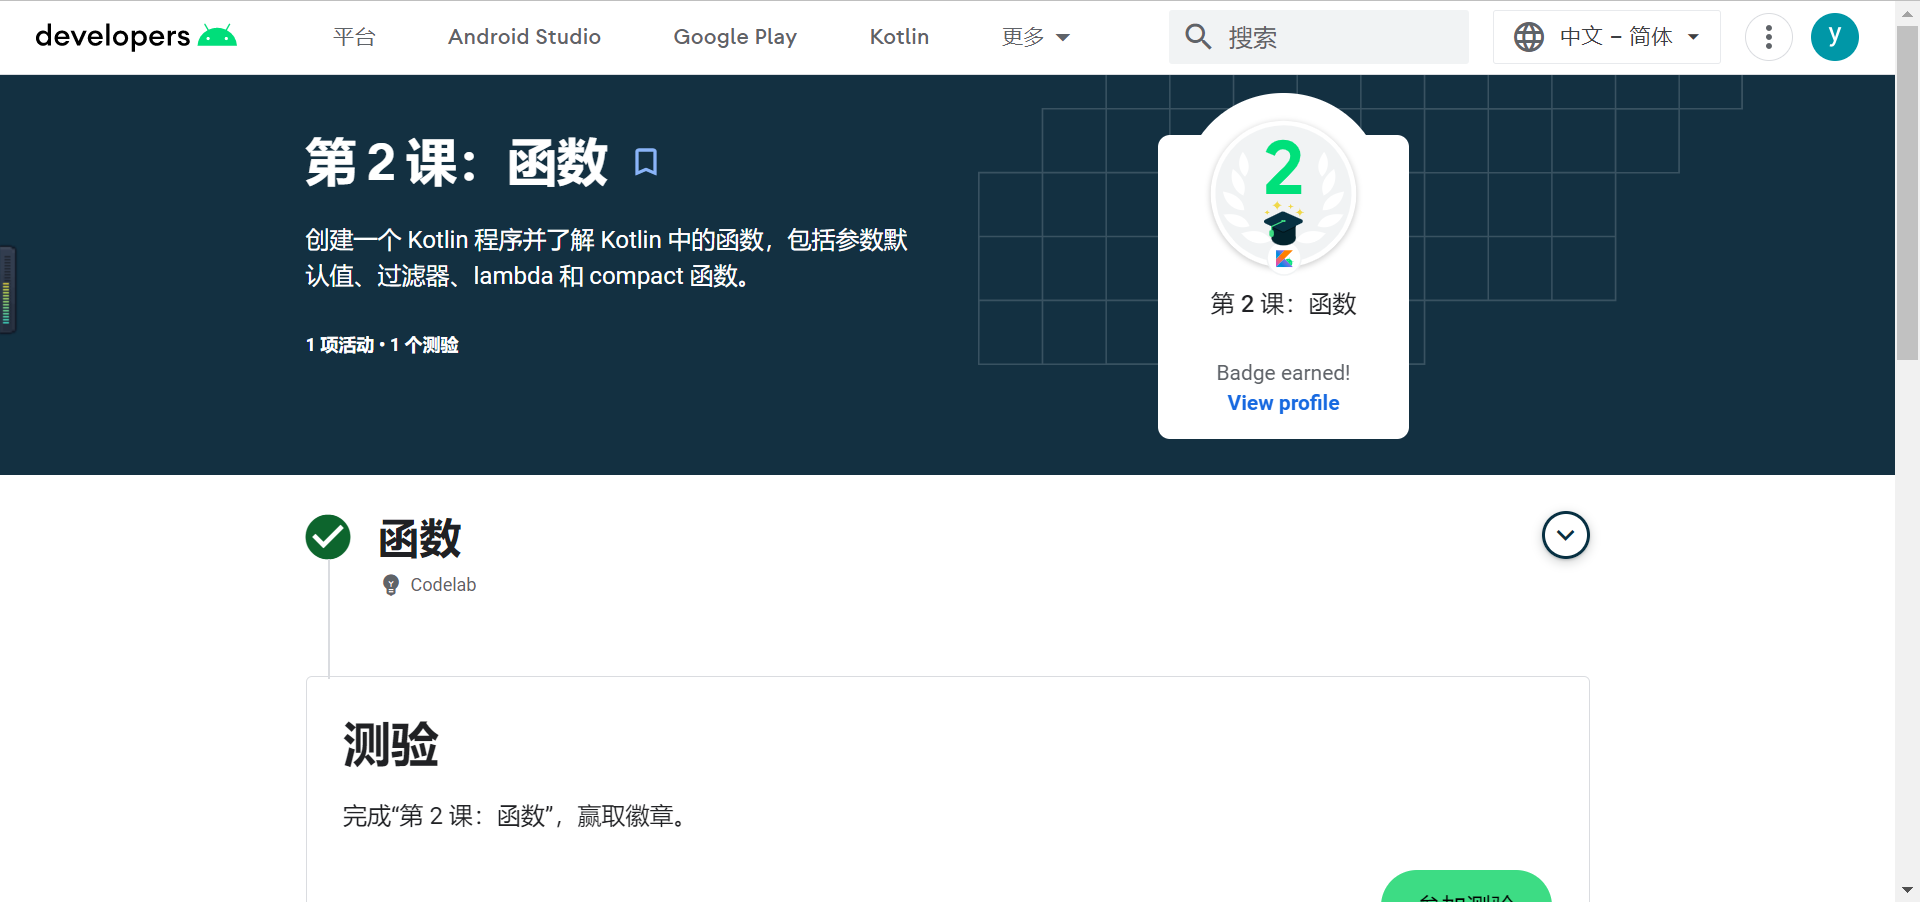 developers
平台
Android Studio
Google Play
Kotlin
更多
搜索
中文 – 简体
y
第 2 课：函数
创建一个 Kotlin 程序并了解 Kotlin 中的函数，包括参数默
认值、过滤器、lambda 和 compact 函数。
1 项活动 • 1 个测验
2
第 2 课：函数
Badge earned!
View profile
函数
Codelab
测验
完成“第 2 课：函数”，赢取徽章。
参加测验